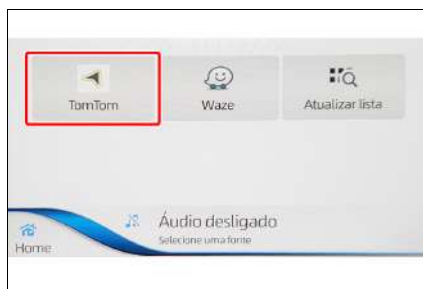 TomTom
Waze
Atualizar lista
Áudio desligado
Selecione uma fonte
Home